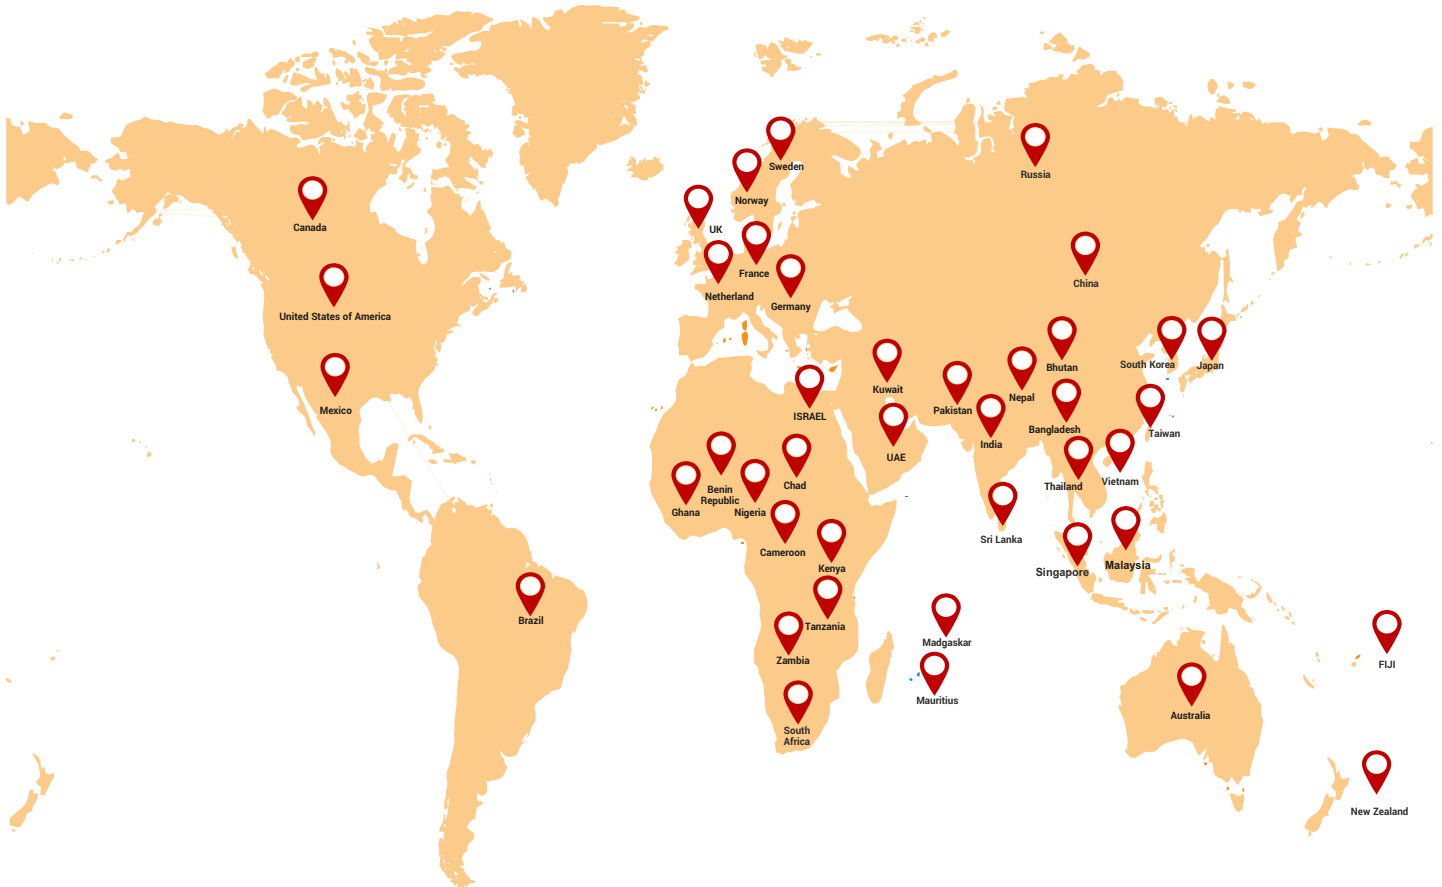 Sweden
Russia
Norway
Canada
UK
France
China
Netherland
Germany
United States of America
South Korea
Japan
Bhutan
Kuwait
Nepal
Mexico
Pakistan
ISRAEL
Bangladesh
Taiwan
India
UAE
Vietnam
Chad
Thailand
Benin
Republic
Ghana
Nigeria
Sri Lanka
Cameroon
Kenya
Singapore
Malaysia
Brazil
Tanzania
Madgaskar
Zambia
FIJI
Mauritius
Australia
South
Africa
New Zealand